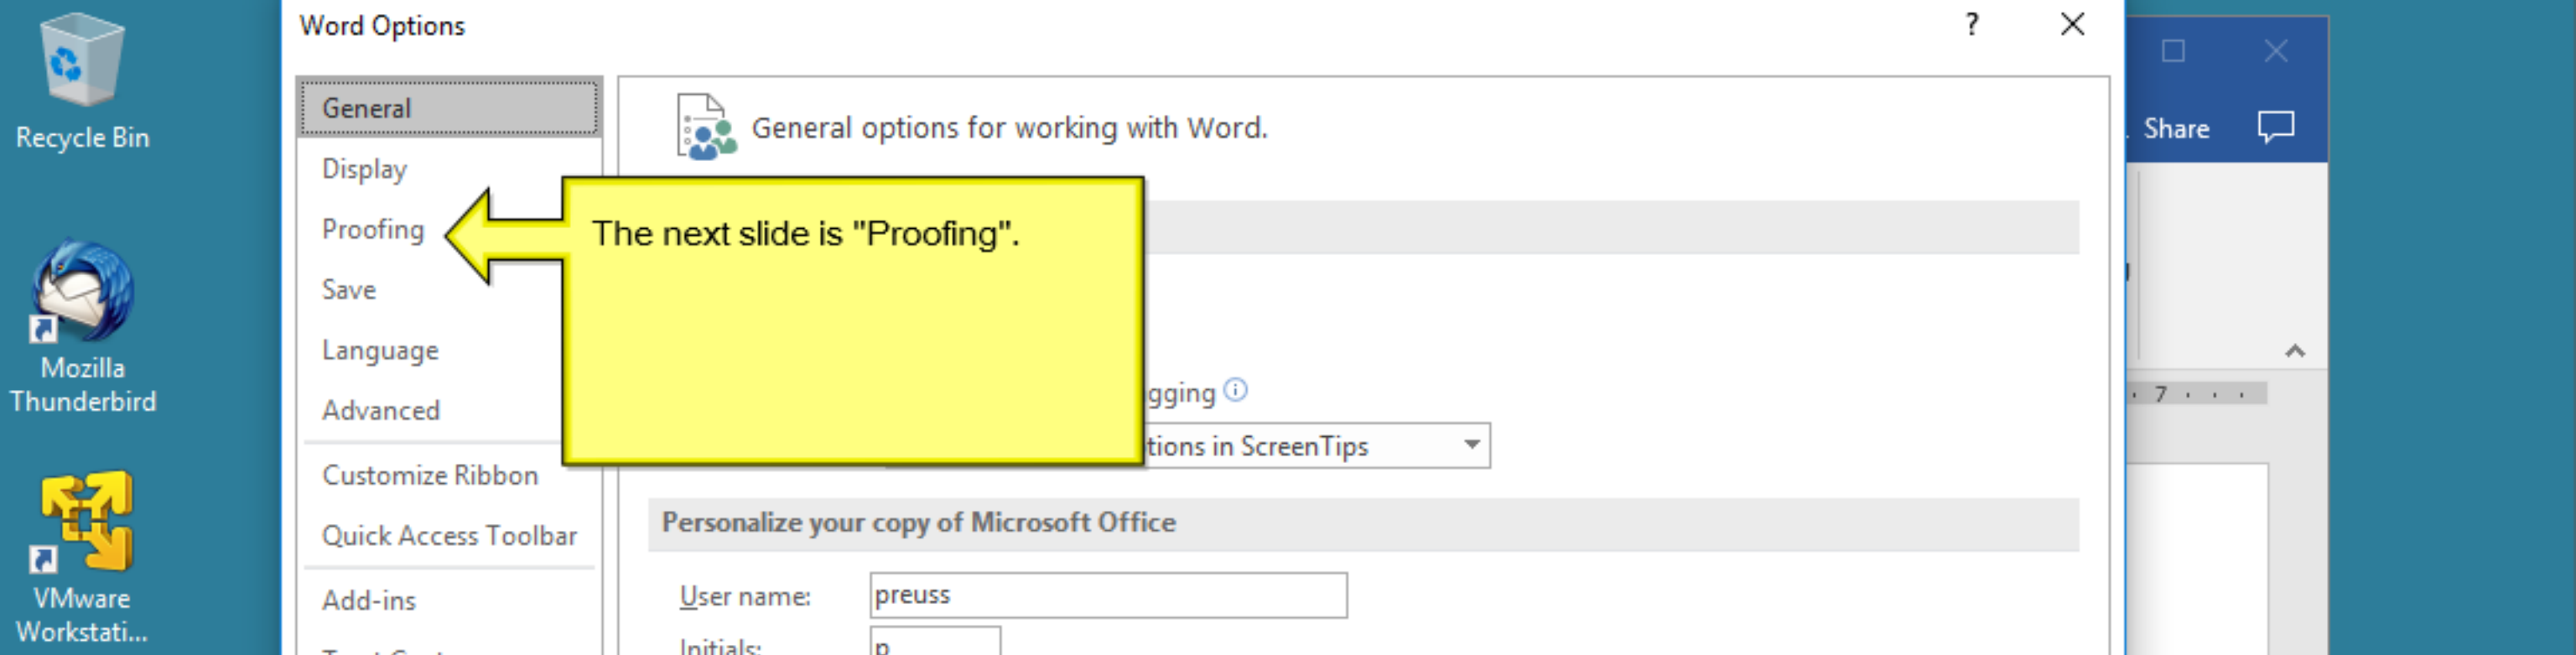 Word Options
?
Recycle Bin
General
Display
Proofing
Save
Language
Advanced
Customize Ribbon
Quick Access Toolbar
Add-ins
General options for working with Word.
The next slide is "Proofing".
gging
tions in ScreenTips
Personalize your copy of Microsoft Office
User name:
preuss
Initials:
p
Share
7
Mozilla
Thunderbird
VMware
Workstati...